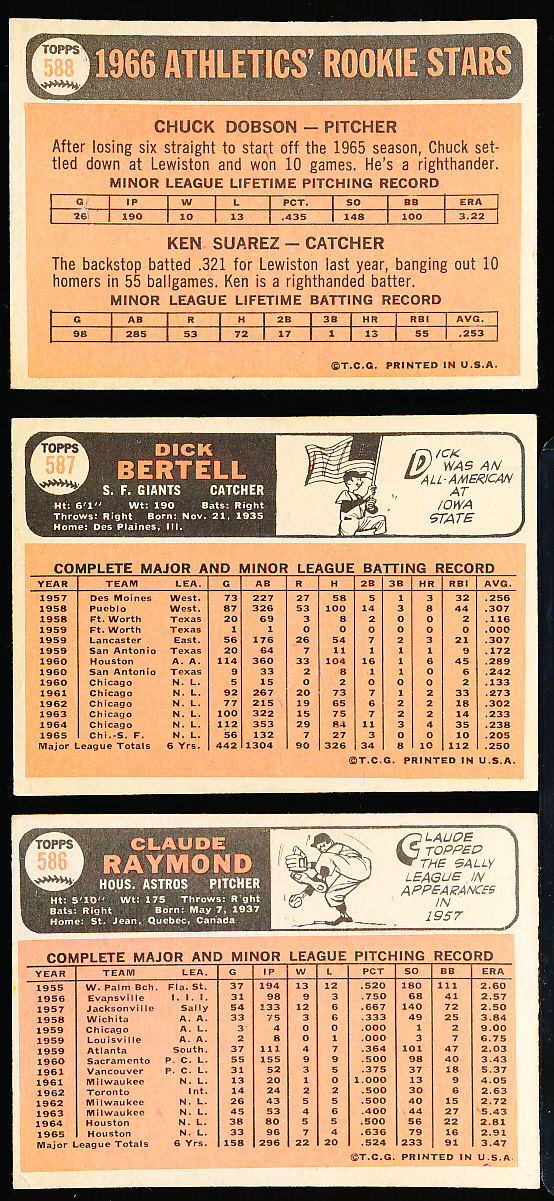 TOPPS
588
1966 ATHLETICS' ROOKIE STARS
CHUCK DOBSON — PITCHER
After losing six straight to start off the 1965 season, Chuck set-
tled down at Lewiston and won 10 games. He's a righthander.
MINOR LEAGUE LIFETIME PITCHING RECORD
G IP W L PCT. SO BB ERA
26 190 10 13 .435 148 100 3.22
KEN SUAREZ — CATCHER
The backstop batted .321 for Lewiston last year, banging out 10
homers in 55 ballgames. Ken is a righthanded batter.
MINOR LEAGUE LIFETIME BATTING RECORD
G AB R H 2B 3B HR RBI AVG.
98 285 53 72 17 1 13 55 .253
©T.C.G. PRINTED IN U.S.A.
TOPPS
587
DICK
BERTELL
S. F. GIANTS CATCHER
Ht: 6'1" Wt: 190 Bats: Right
Throws: Right Born: Nov. 21, 1935
Home: Des Plaines, Ill.
DICK
WAS AN
ALL-AMERICAN
AT
IOWA
STATE
COMPLETE MAJOR AND MINOR LEAGUE BATTING RECORD
YEAR TEAM LEA. G AB R H 2B 3B HR RBI AVG.
1957 Des Moines West. 73 227 27 58 5 1 3 32 .256
1958 Pueblo West. 87 326 53 100 14 3 8 44 .307
1958 Ft. Worth Texas 20 69 3 8 2 0 0 2 .116
1959 Ft. Worth Texas 1 1 0 0 0 0 0 0 .000
1959 Lancaster East. 56 176 26 54 7 2 3 21 .307
1959 San Antonio Texas 20 64 7 11 1 1 1 9 .172
1960 Houston A. A. 114 360 33 104 16 1 6 45 .289
1960 San Antonio Texas 9 33 2 8 1 1 0 6 .242
1960 Chicago N. L. 5 15 0 2 0 0 0 2 .133
1961 Chicago N. L. 92 267 20 73 7 1 2 33 .273
1962 Chicago N. L. 77 215 19 65 6 2 2 18 .302
1963 Chicago N. L. 100 322 15 75 7 2 2 14 .233
1964 Chicago N. L. 112 353 29 84 11 3 4 35 .238
1965 Chi.-S. F. N. L. 56 132 7 27 3 0 0 10 .205
Major League Totals 6 Yrs. 442 1304 90 326 34 8 10 112 .250
©T.C.G. PRINTED IN U.S.A.
TOPPS
586
CLAUDE
RAYMOND
HOUS. ASTROS PITCHER
Ht: 5'10" Wt: 175 Throws: Right
Bats: Right Born: May 7, 1937
Home: St. Jean, Quebec, Canada
CLAUDE
TOPPED
THE SALLY
LEAGUE IN
APPEARANCES
IN
1957
COMPLETE MAJOR AND MINOR LEAGUE PITCHING RECORD
YEAR TEAM LEA. G IP W L PCT SO BB ERA
1955 W. Palm Bch. Fla. St. 37 194 13 12 .520 180 111 2.60
1956 Evansville I. I. I. 31 98 9 3 .750 68 41 2.57
1957 Jacksonville Sally 54 133 12 6 .667 140 72 2.50
1958 Wichita A. A. 33 75 3 6 .333 49 25 3.84
1959 Chicago A. L. 3 4 0 0 .000 1 2 9.00
1959 Louisville A. A. 2 8 0 1 .000 3 7 6.75
1959 Atlanta South. 37 111 4 7 .364 101 47 2.03
1960 Sacramento P. C. L. 55 155 9 9 .500 98 40 3.43
1961 Vancouver P. C. L. 31 52 3 5 .375 37 18 5.37
1961 Milwaukee N. L. 13 20 1 0 1.000 13 9 4.05
1962 Toronto Int. 14 24 2 2 .500 30 6 2.63
1962 Milwaukee N. L. 26 43 5 5 .500 40 15 2.72
1963 Milwaukee N. L. 45 53 4 6 .400 44 27 5.43
1964 Houston N. L. 38 80 5 5 .500 56 22 2.81
1965 Houston N. L. 33 96 7 4 .636 79 16 2.91
Major League Totals 6 Yrs. 158 296 22 20 .524 233 91 3.47
©T.C.G. PRINTED IN U.S.A.